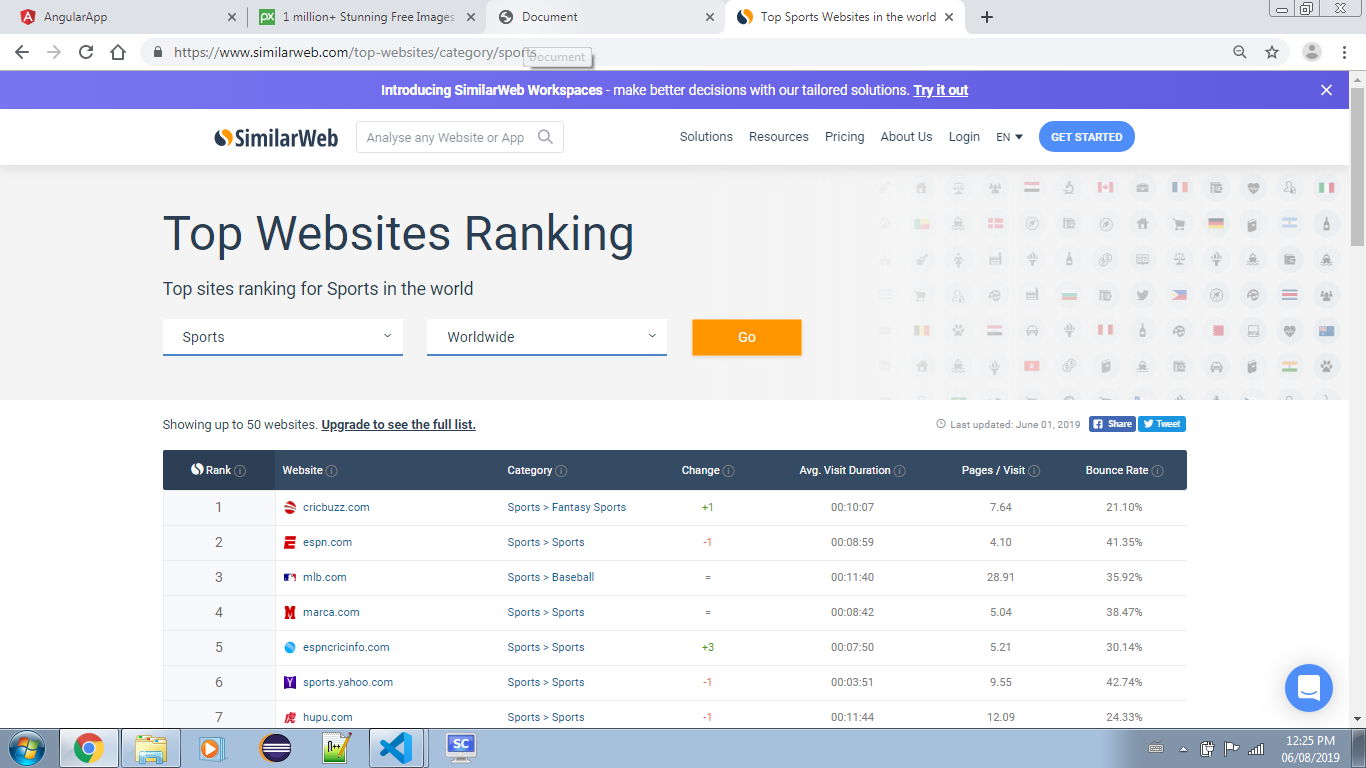 AngularApp
1 million+ Stunning Free Images
Document
Top Sports Websites in the world
https://www.similarweb.com/top-websites/category/sports
Document
Introducing SimilarWeb Workspaces - make better decisions with our tailored solutions. Try it out
SimilarWeb
Analyse any Website or App
Solutions Resources Pricing About Us Login EN GET STARTED
Top Websites Ranking
Top sites ranking for Sports in the world
Sports Worldwide Go
Showing up to 50 websites. Upgrade to see the full list.
Last updated: June 01, 2019 Share Tweet
Rank Website Category Change Avg. Visit Duration Pages / Visit Bounce Rate
1 cricbuzz.com Sports > Fantasy Sports +1 00:10:07 7.64 21.10%
2 espn.com Sports > Sports -1 00:08:59 4.10 41.35%
3 mlb.com Sports > Baseball = 00:11:40 28.91 35.92%
4 marca.com Sports > Sports = 00:08:42 5.04 38.47%
5 espncricinfo.com Sports > Sports +3 00:07:50 5.21 30.14%
6 sports.yahoo.com Sports > Sports -1 00:03:51 9.55 42.74%
7 hupu.com Sports > Sports -1 00:11:44 12.09 24.33%
SC
12:25 PM
06/08/2019